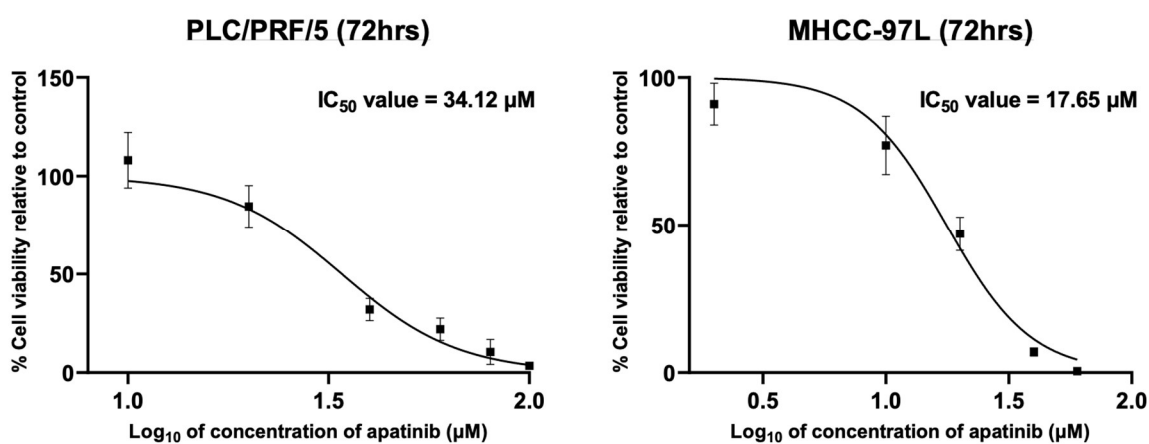 PLC/PRF/5 (72hrs)
% Cell viability relative to control
150
100
50
0
IC50 value = 34.12 µM
1.0
1.5
2.0
Log10 of concentration of apatinib (µM)
MHCC-97L (72hrs)
% Cell viability relative to control
100
50
0
IC50 value = 17.65 µM
0.5
1.0
1.5
2.0
Log10 of concentration of apatinib (µM)